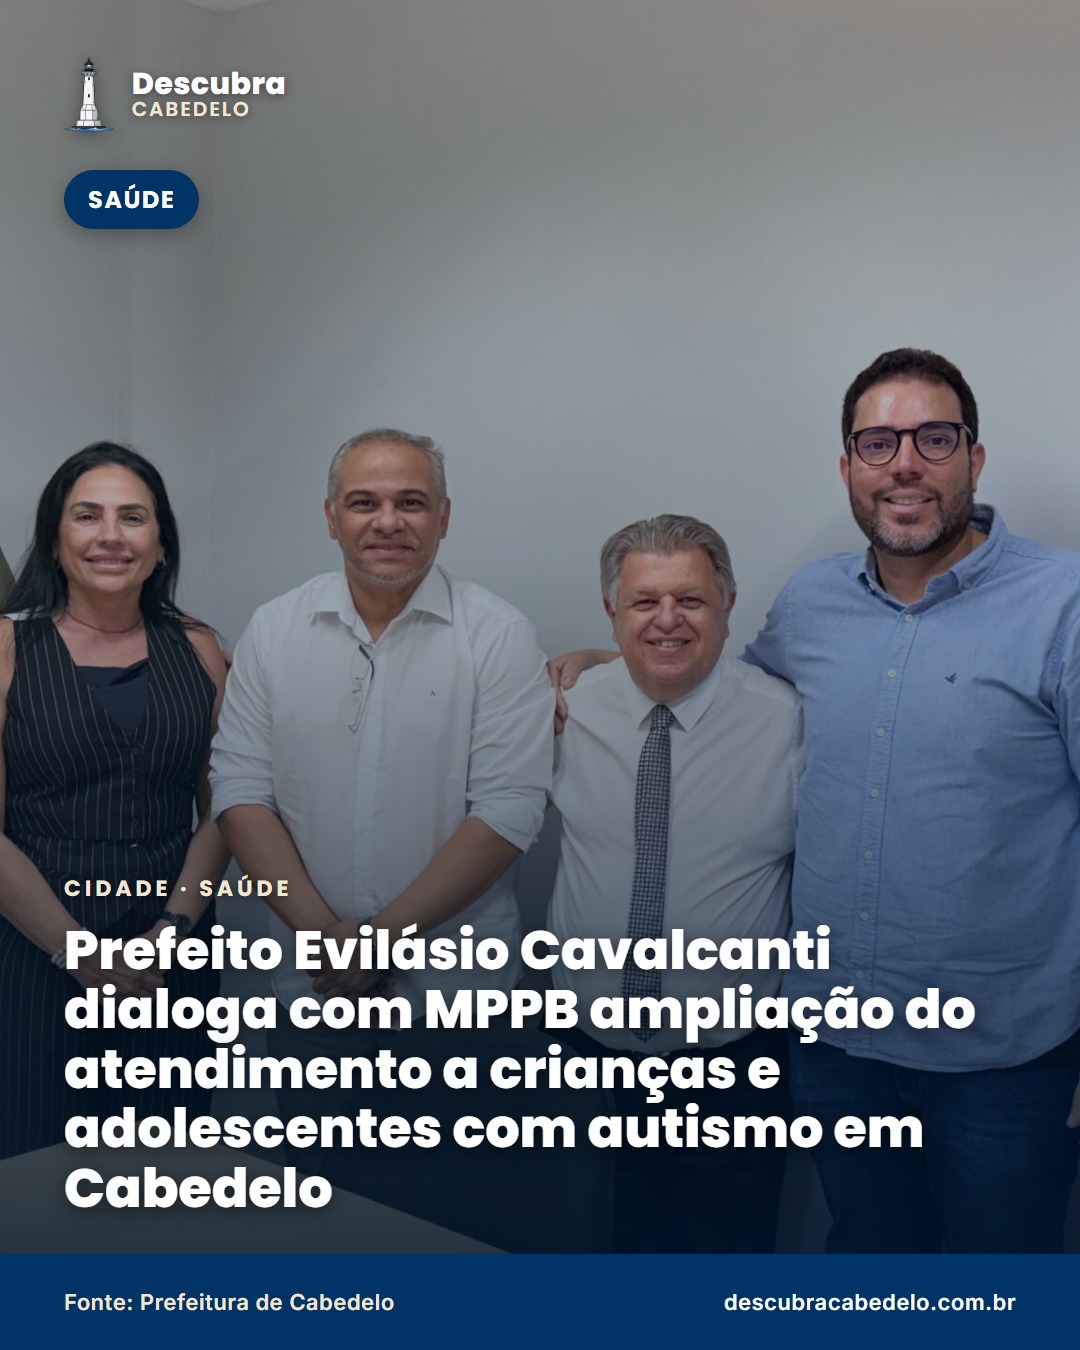 Descubra
CABEDELO
SAÚDE
CIDADE · SAÚDE
Prefeito Evilásio Cavalcanti
dialoga com MPPB ampliação do
atendimento a crianças e
adolescentes com autismo em
Cabedelo
Fonte: Prefeitura de Cabedelo
descubracabedelo.com.br